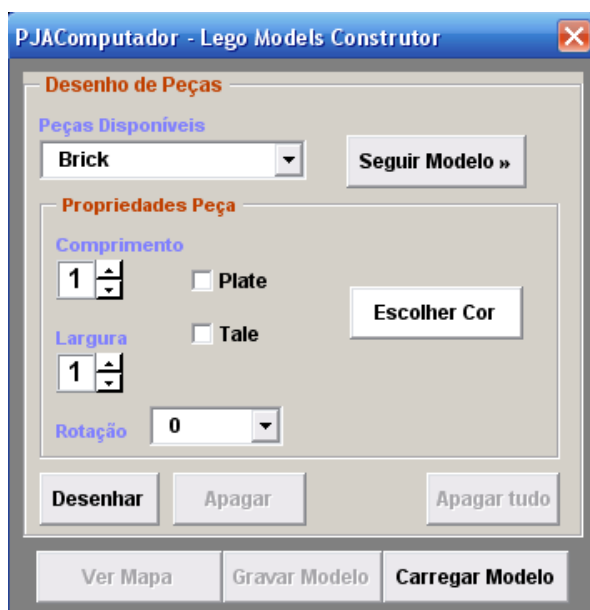 PJAComputador - Lego Models Construtor
Desenho de Peças
Peças Disponíveis
Brick
Seguir Modelo »
Propriedades Peça
Comprimento
1
Plate
Escolher Cor
Largura
Tale
1
Rotação
0
Desenhar
Apagar
Apagar tudo
Ver Mapa
Gravar Modelo
Carregar Modelo